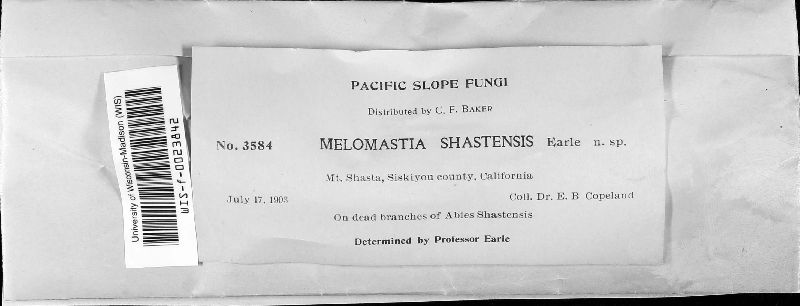 PACIFIC SLOPE FUNGI
Distributed by C. F. BAKER
No. 3584 MELOMASTIA SHASTENSIS Earle n. sp.
Mt. Shasta, Siskiyou county, California
July 17, 1903 Coll. Dr. E. B Copeland
On dead branches of Abies Shastensis
Determined by Professor Earle
University of Wisconsin-Madison (WIS)
WIS-f-0023842